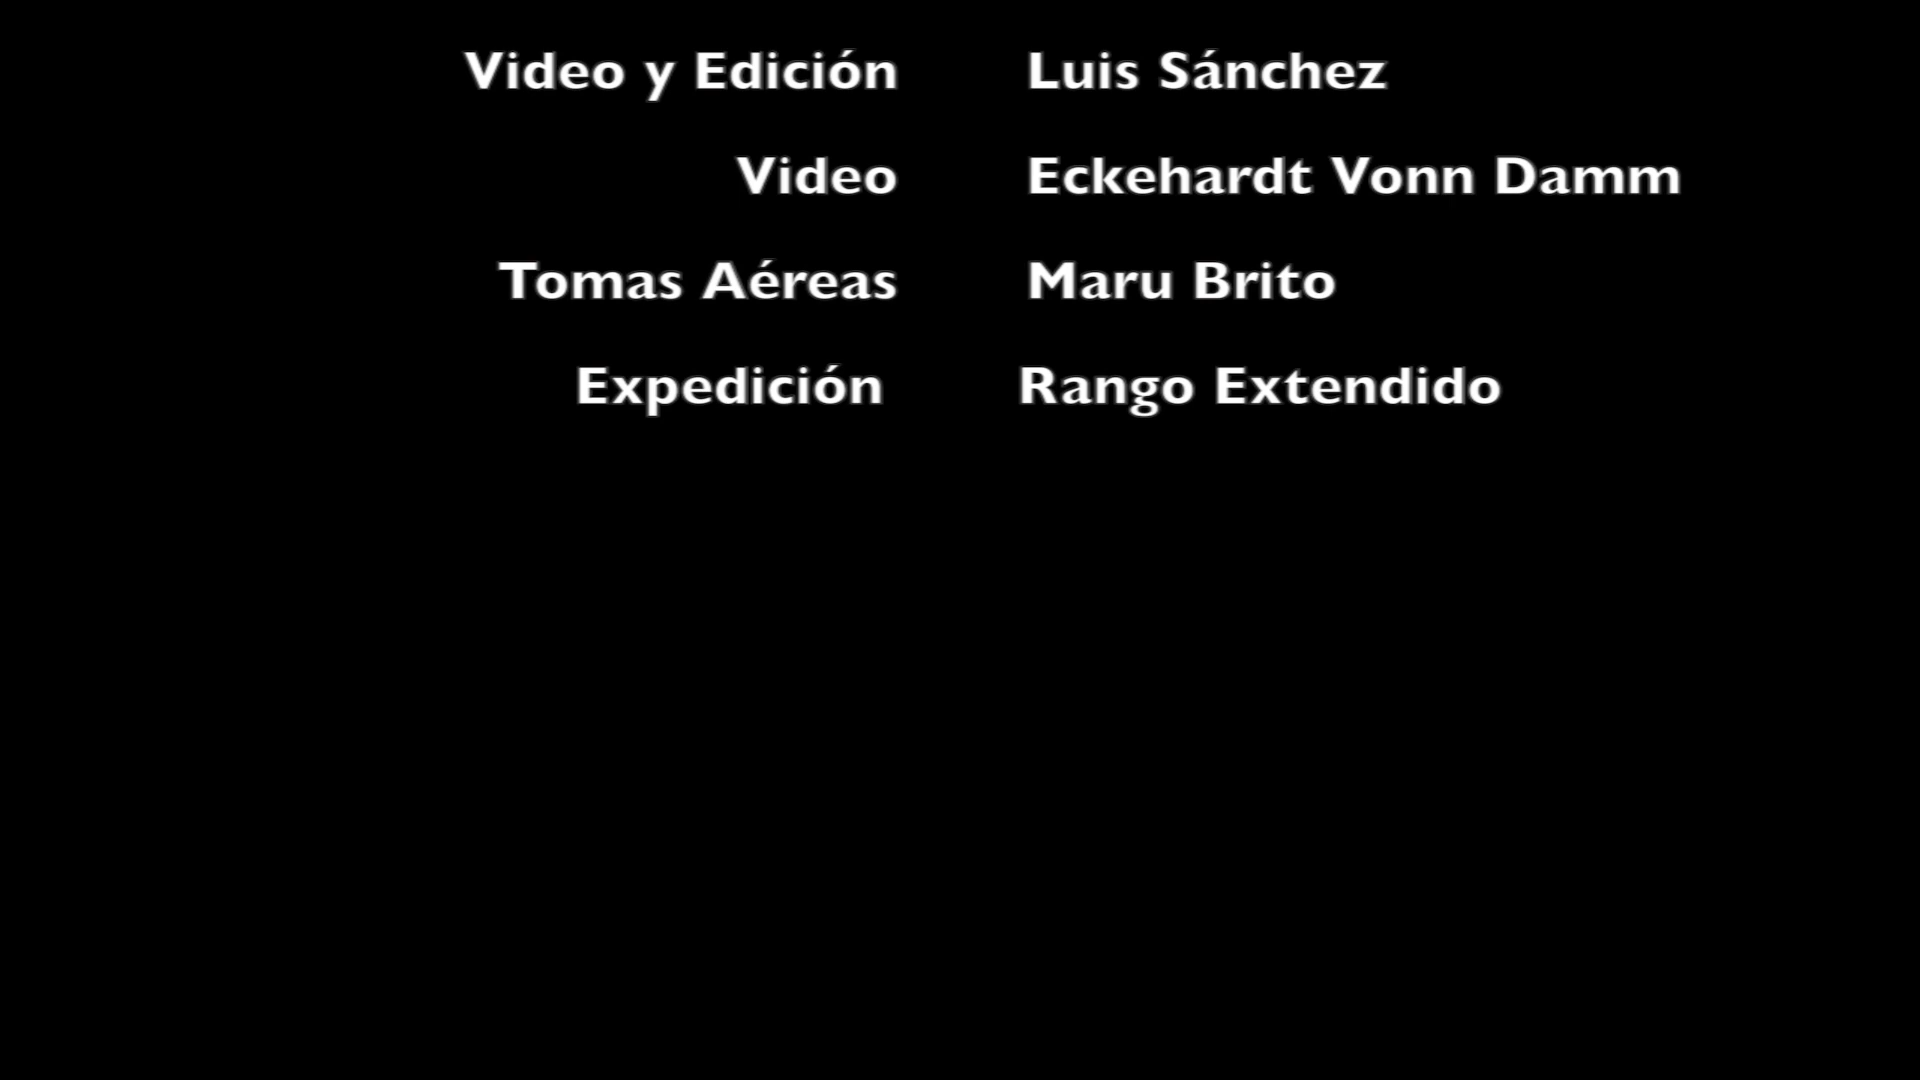 Video y Edición Luis Sánchez
Video Eckehardt Vonn Damm
Tomas Aéreas Maru Brito
Expedición Rango Extendido